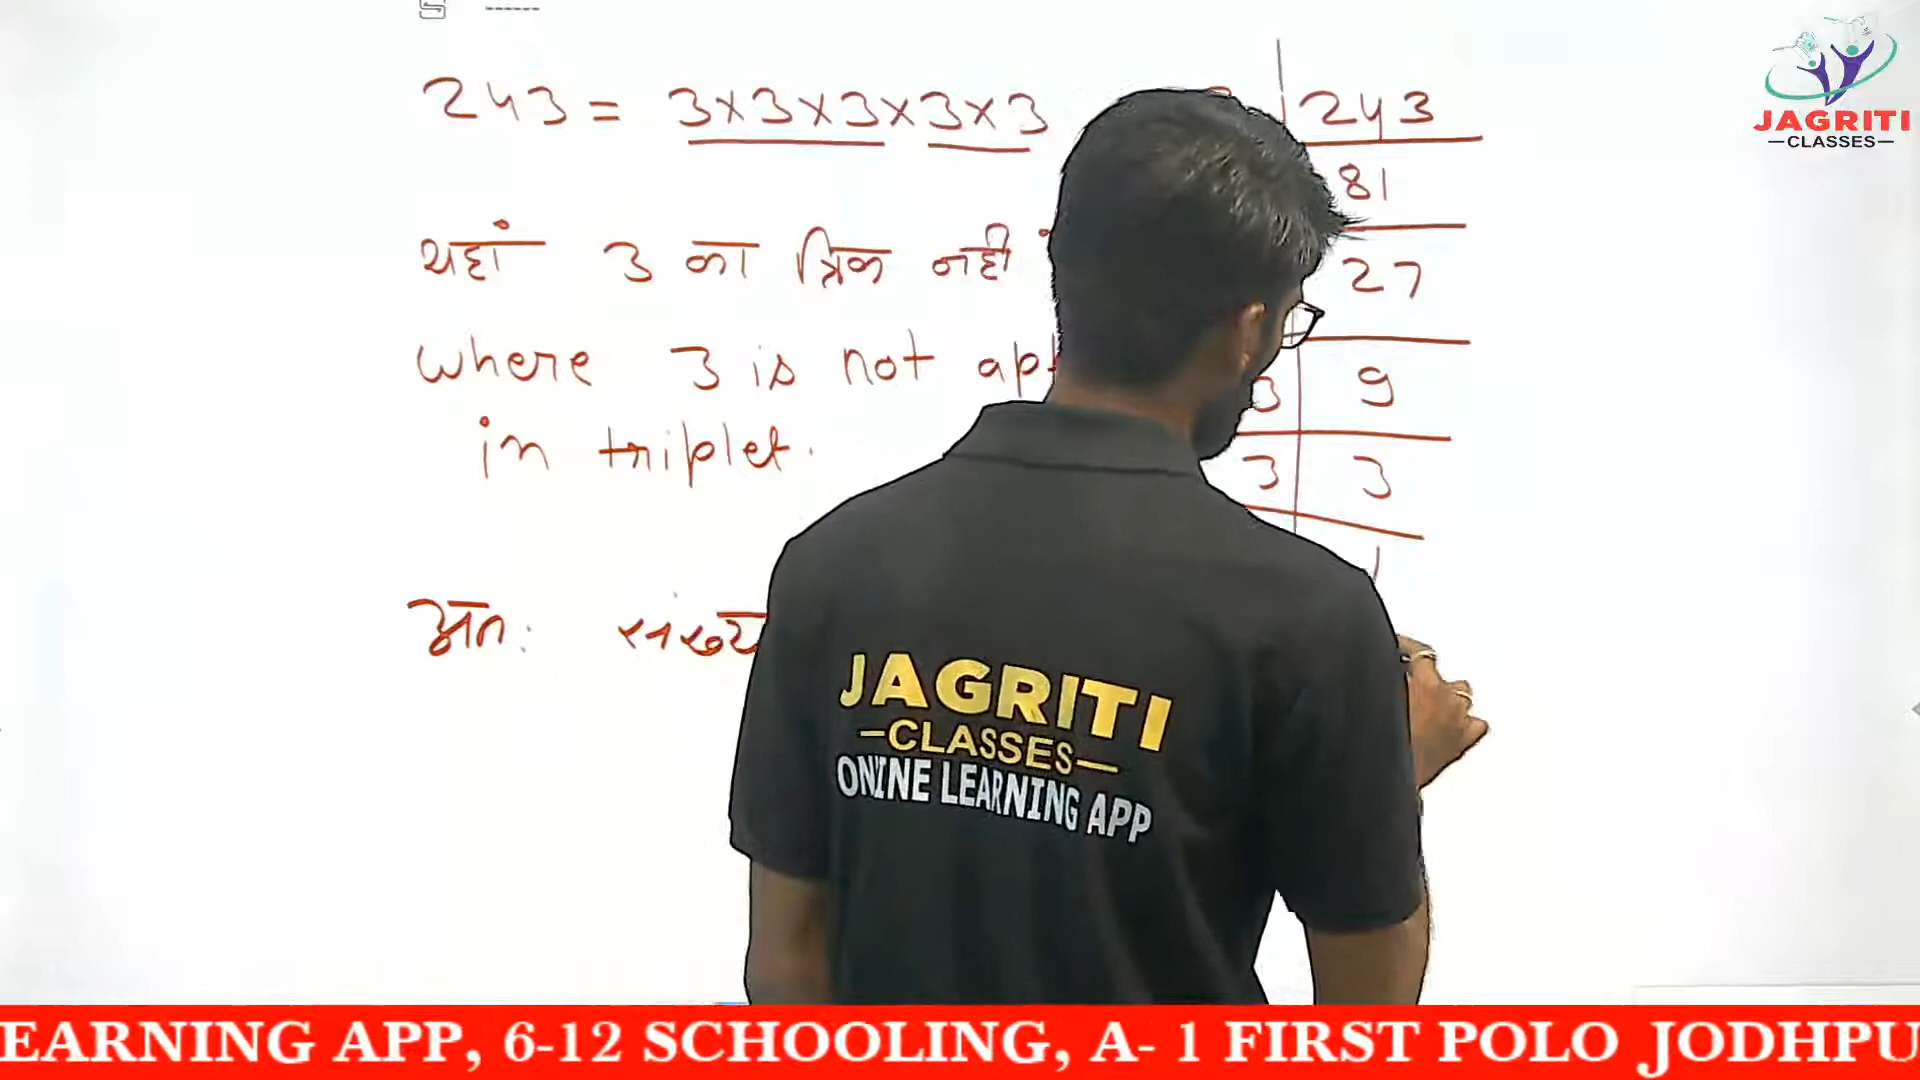 243 = 3×3×3×3×3
यहां 3 का त्रिक नही
where 3 is not
in triplet.
अत:
243
81
27
3 9
3 3
1
JAGRITI
CLASSES
JAGRITI
CLASSES
ONLINE LEARNING APP
EARNING APP, 6-12 SCHOOLING, A- 1 FIRST POLO JODHPU